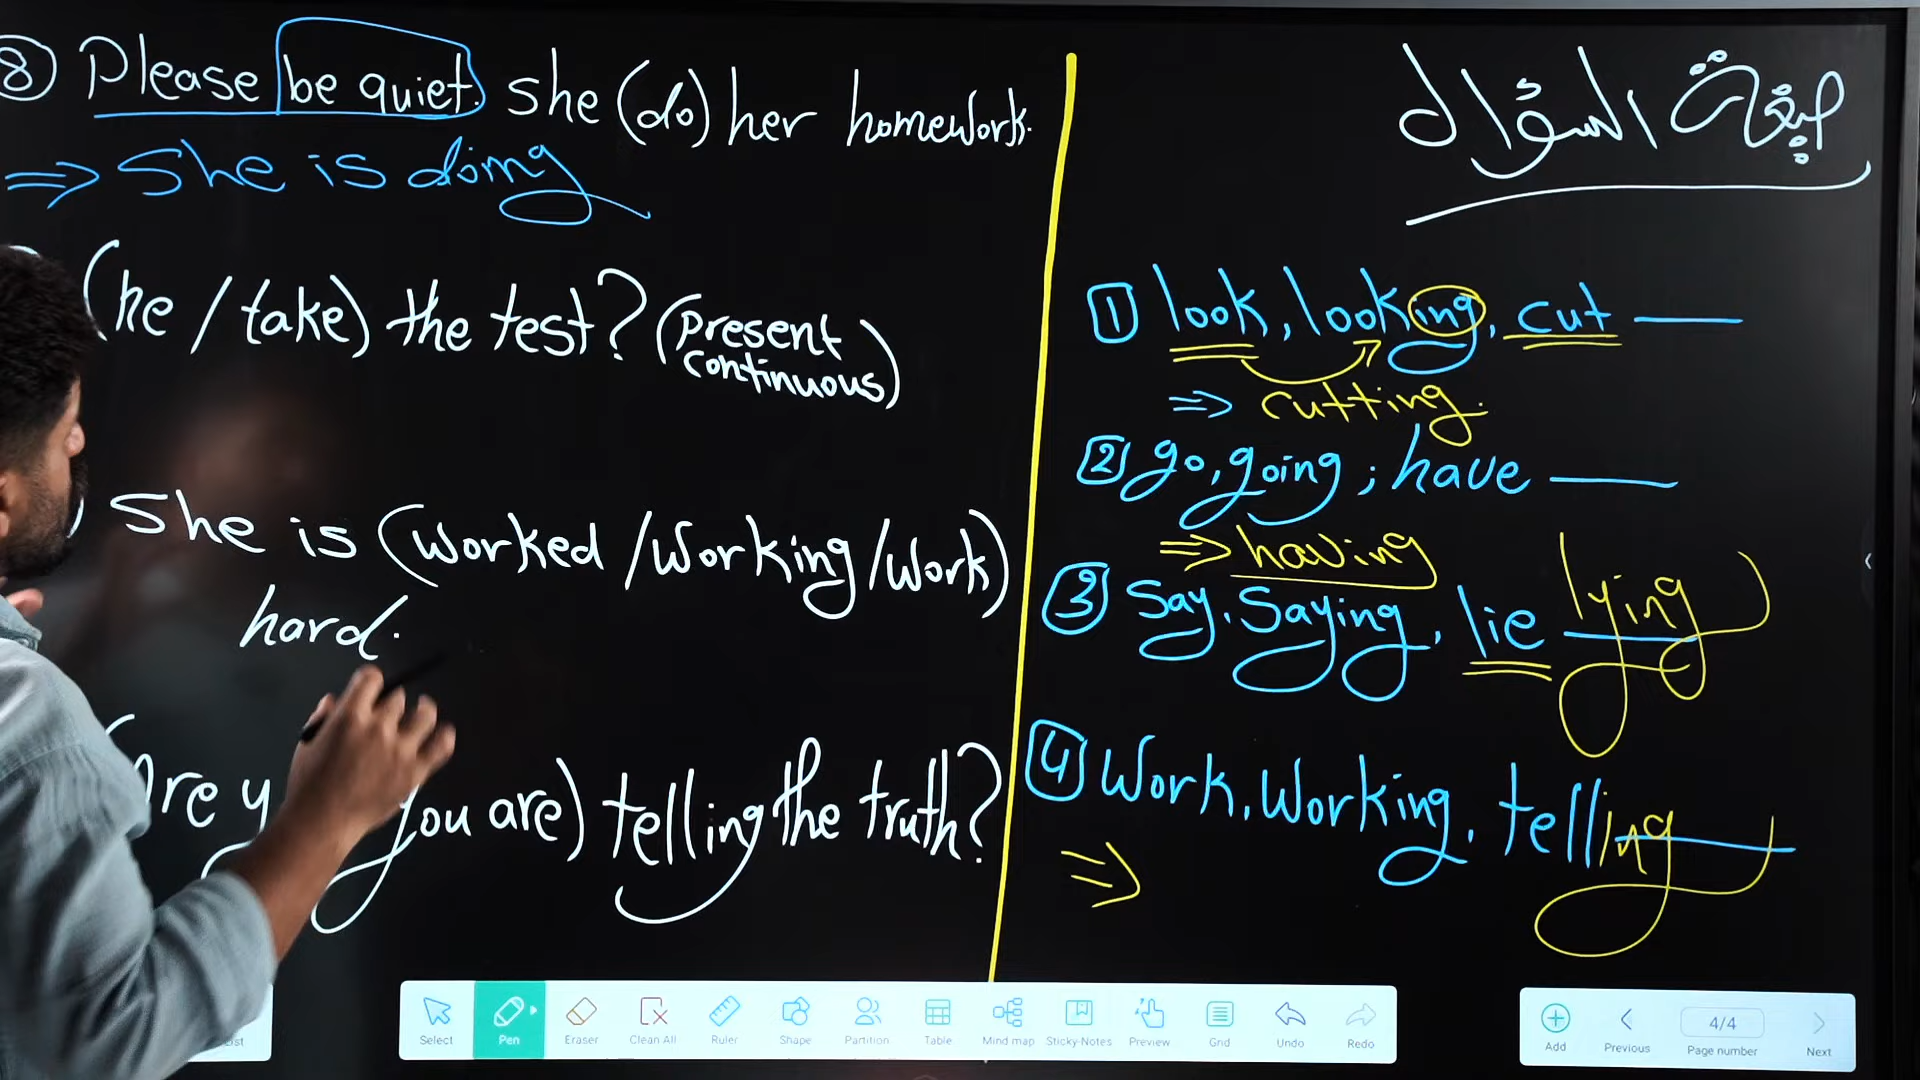 ⑧ Please be quiet. she (do) her homework.
⇒ She is doing
(he / take) the test? (present continuous)
She is (worked / working / work) hard.
you are) telling the truth?
صيغة السؤال
1 look, looking, cut
⇒ cutting.
2 go, going ; have
⇒ having
3 Say, Saying, lie lying
4 Work, Working, telling
⇒
Select Pen Eraser Clean All Ruler Shape Partition Table Mind map Sticky-Notes Preview Grid Undo Redo
Add Previous 4/4 Page number Next